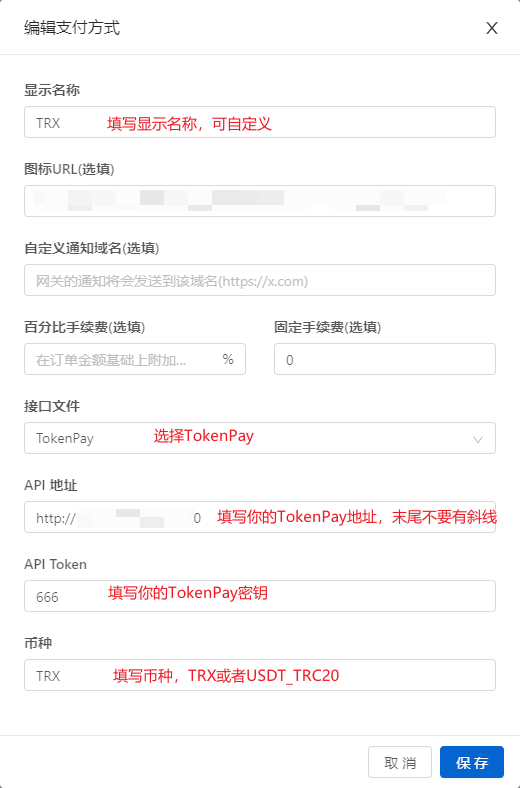 编辑支付方式
显示名称
TRX 填写显示名称，可自定义
图标URL(选填)
自定义通知域名(选填)
网关的通知将会发送到该域名(https://x.com)
百分比手续费(选填) 固定手续费(选填)
在订单金额基础上附加... % 0
接口文件
TokenPay 选择TokenPay
API 地址
http:// 0 填写你的TokenPay地址，末尾不要有斜线
API Token
666 填写你的TokenPay密钥
币种
TRX 填写币种，TRX或者USDT_TRC20
取 消 保 存